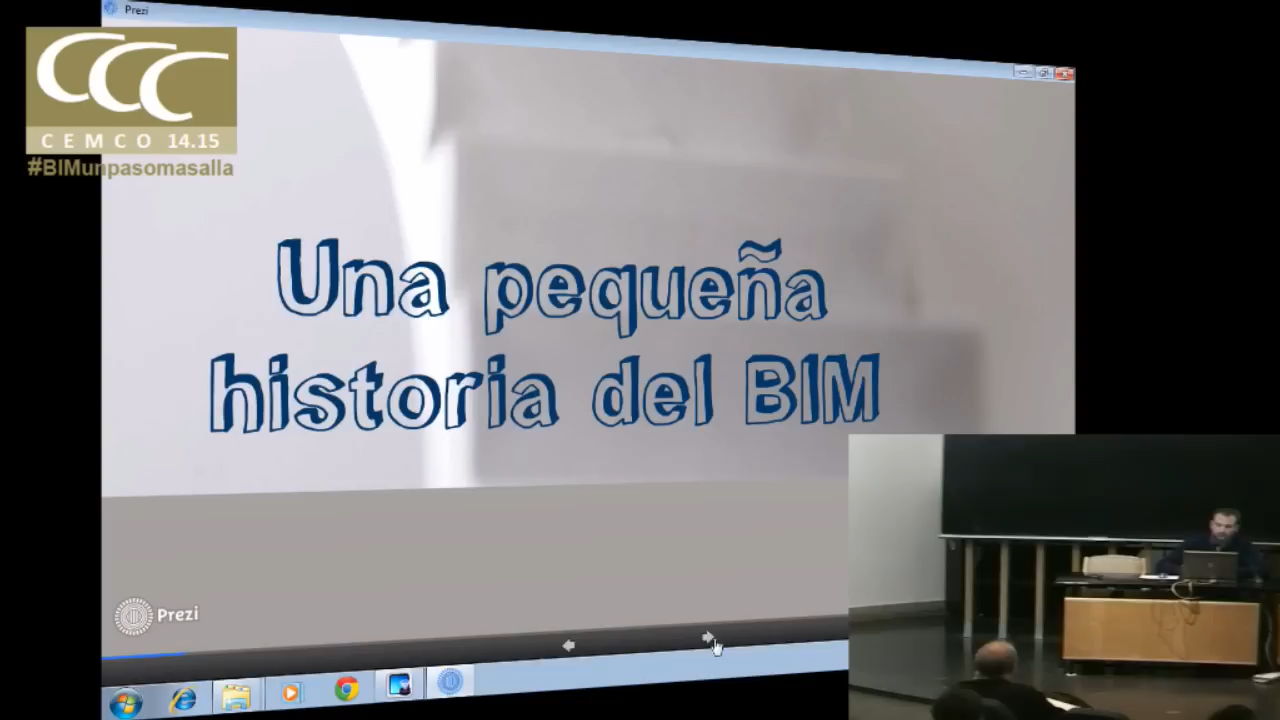 Prezi
CCC
CEMCO 14.15
#BIMunpasomasalla
Una pequeña
historia del BIM
Prezi